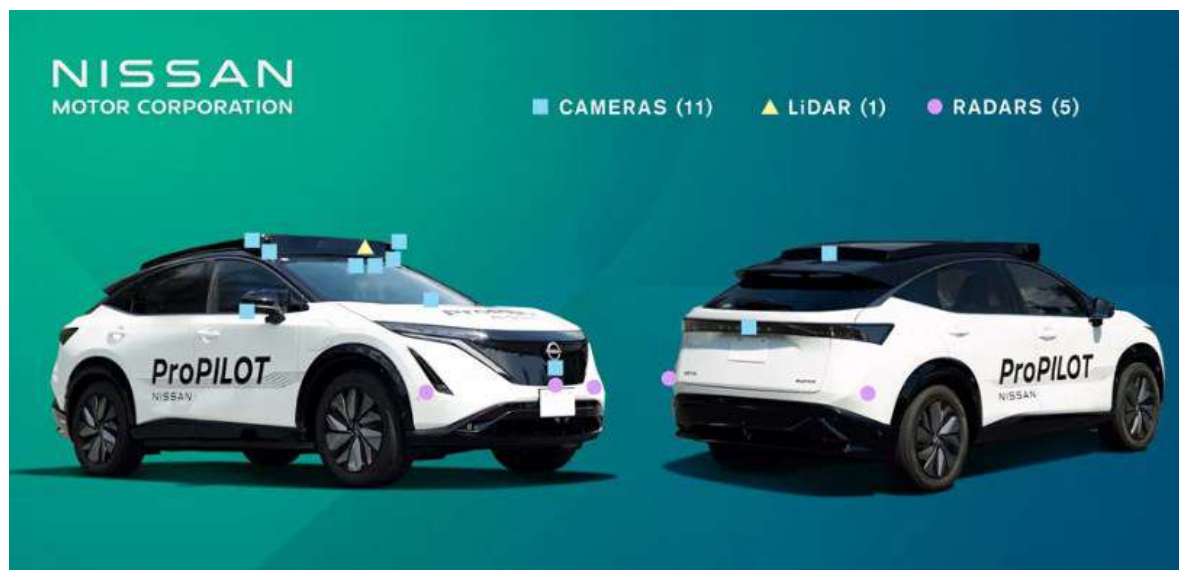 NISSAN
MOTOR CORPORATION
CAMERAS (11) LiDAR (1) RADARS (5)
ProPILOT
NISSAN
ProPILOT
NISSAN